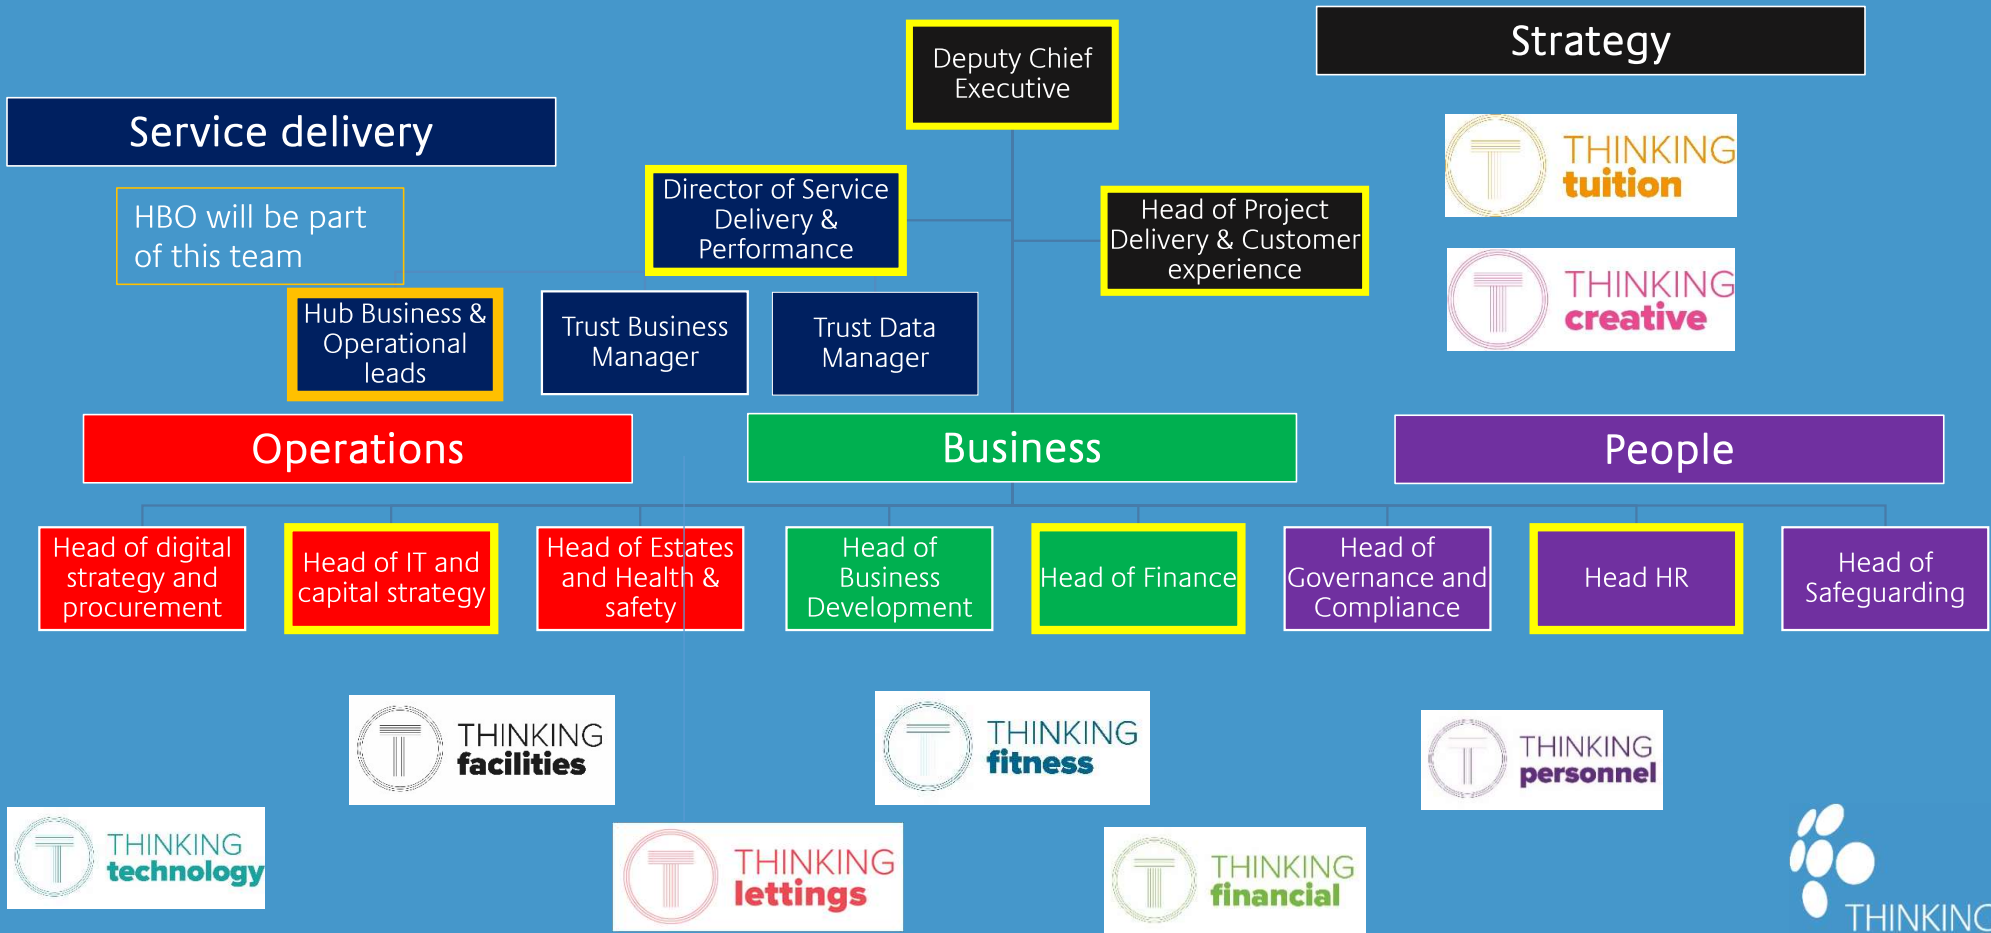 Deputy Chief
Executive
Strategy
Service delivery
THINKING
tuition
HBO will be part
of this team
Director of Service
Delivery &
Performance
Head of Project
Delivery & Customer
experience
THINKING
creative
Hub Business &
Operational
leads
Trust Business
Manager
Trust Data
Manager
Operations
Business
People
Head of digital
strategy and
procurement
Head of IT and
capital strategy
Head of Estates
and Health &
safety
Head of
Business
Development
Head of Finance
Head of
Governance and
Compliance
Head HR
Head of
Safeguarding
THINKING
facilities
THINKING
fitness
THINKING
personnel
THINKING
technology
THINKING
lettings
THINKING
financial
THINKING